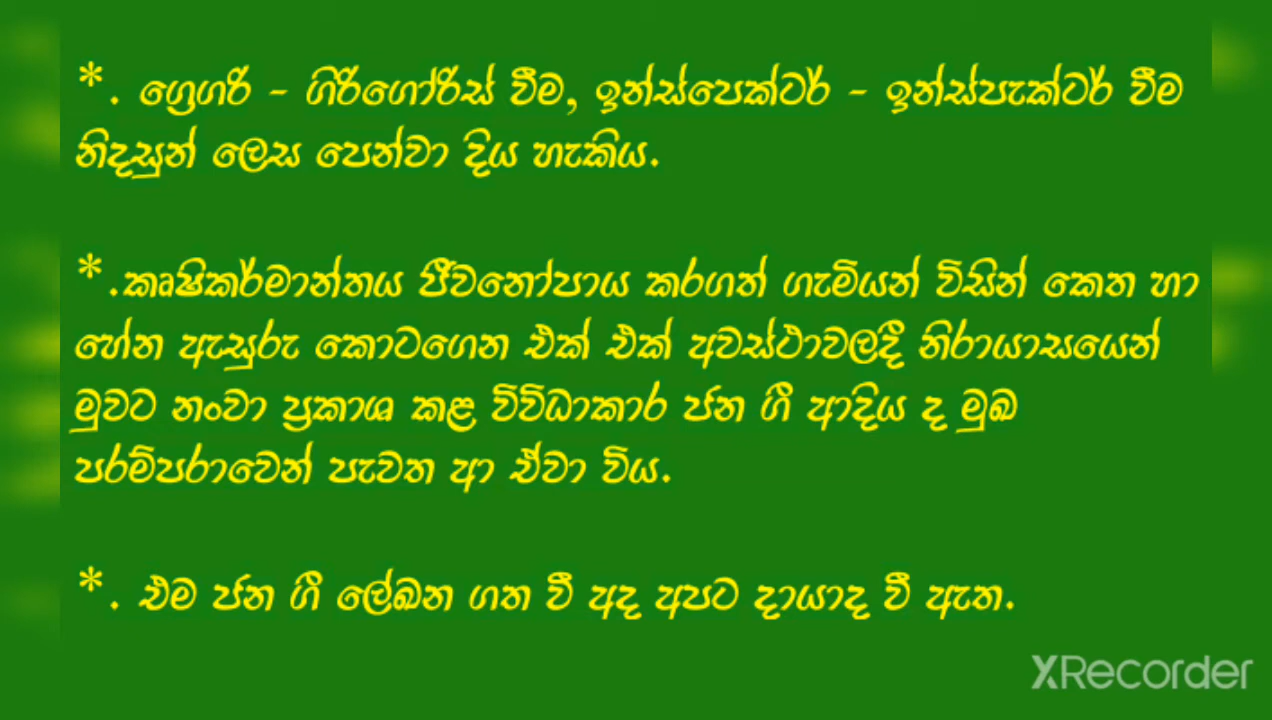 *. ග්‍රෙගරි - ගිරිගෝරිස් වීම, ඉන්ස්පෙක්ටර් - ඉන්ස්පැක්ටර් වීම
නිදසුන් ලෙස පෙන්වා දිය හැකිය.
*.කෘෂිකර්මාන්තය ජීවනෝපාය කරගත් ගැමියන් විසින් කෙත හා
හේන ඇසුරු කොටගෙන එක් එක් අවස්ථාවලදී නිරායාසයෙන්
මුවට නංවා ප්‍රකාශ කළ විවිධාකාර ජන ගී ආදිය ද මුඛ
පරම්පරාවෙන් පැවත ආ ඒවා විය.
*. එම ජන ගී ලේඛන ගත වී අද අපට දායාද වී ඇත.
XRecorder